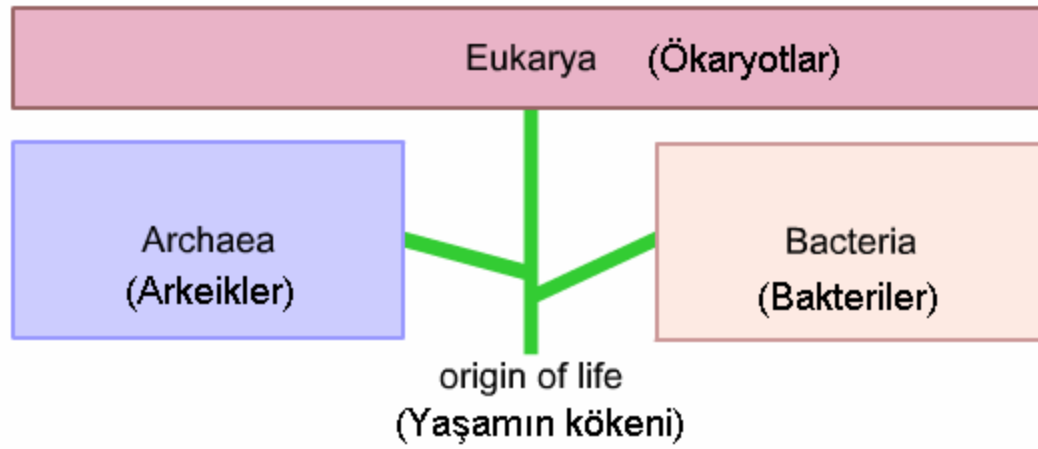 Eukarya (Ökaryotlar)
Archaea
(Arkeikler)
Bacteria
(Bakteriler)
origin of life
(Yaşamın kökeni)